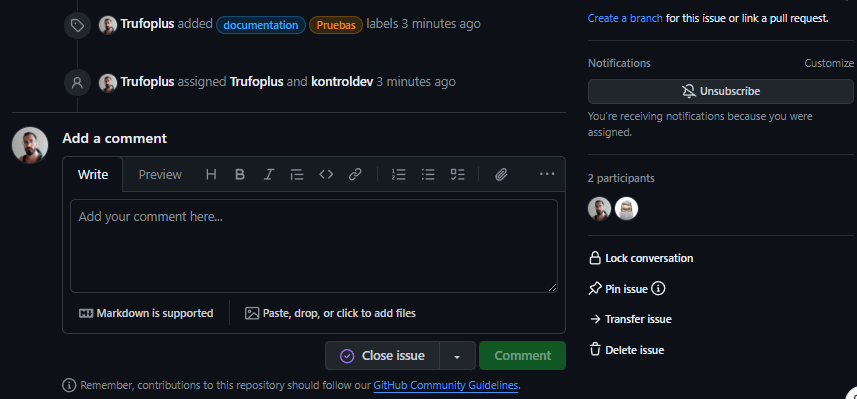 Trufoplus added documentation Pruebas labels 3 minutes ago
Trufoplus assigned Trufoplus and kontroldev 3 minutes ago
Add a comment
Write Preview
Add your comment here...
Markdown is supported
Paste, drop, or click to add files
Close issue Comment
Remember, contributions to this repository should follow our GitHub Community Guidelines.
Create a branch for this issue or link a pull request.
Notifications Customize
Unsubscribe
You're receiving notifications because you were
assigned.
2 participants
Lock conversation
Pin issue
Transfer issue
Delete issue